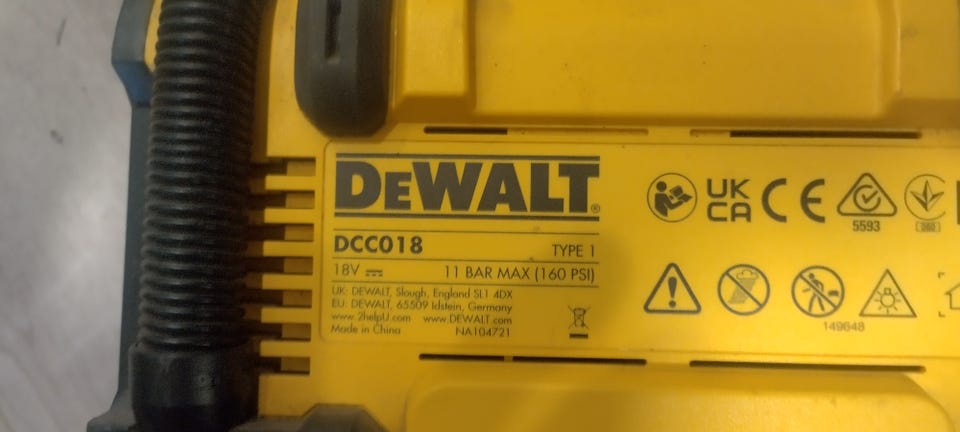 DEWALT®
DCC018 TYPE 1
18V 11 BAR MAX (160 PSI)
UK: DEWALT, Slough, England SL1 4DX
EU: DEWALT, 65509 Idstein, Germany
www.2helpU.com www.DEWALT.com
Made in China NA104721
UK
CA
CE
5593
149648